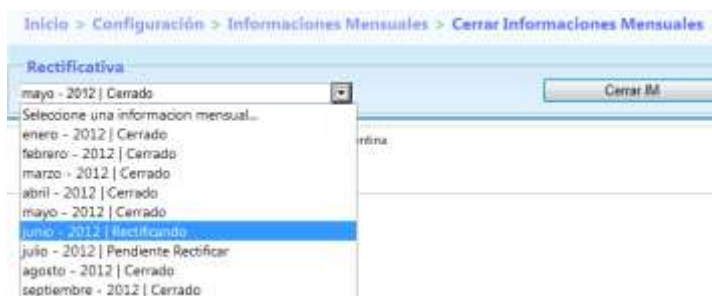 Inicio > Configuración > Informaciones Mensuales > Cerrar Informaciones Mensuales
Rectificativa
mayo - 2012 | Cerrado
Cerrar IM
Seleccione una informacion mensual...
enero - 2012 | Cerrado
febrero - 2012 | Cerrado
marzo - 2012 | Cerrado
abril - 2012 | Cerrado
mayo - 2012 | Cerrado
junio - 2012 | Rectificando
julio - 2012 | Pendiente Rectificar
agosto - 2012 | Cerrado
septiembre - 2012 | Cerrado